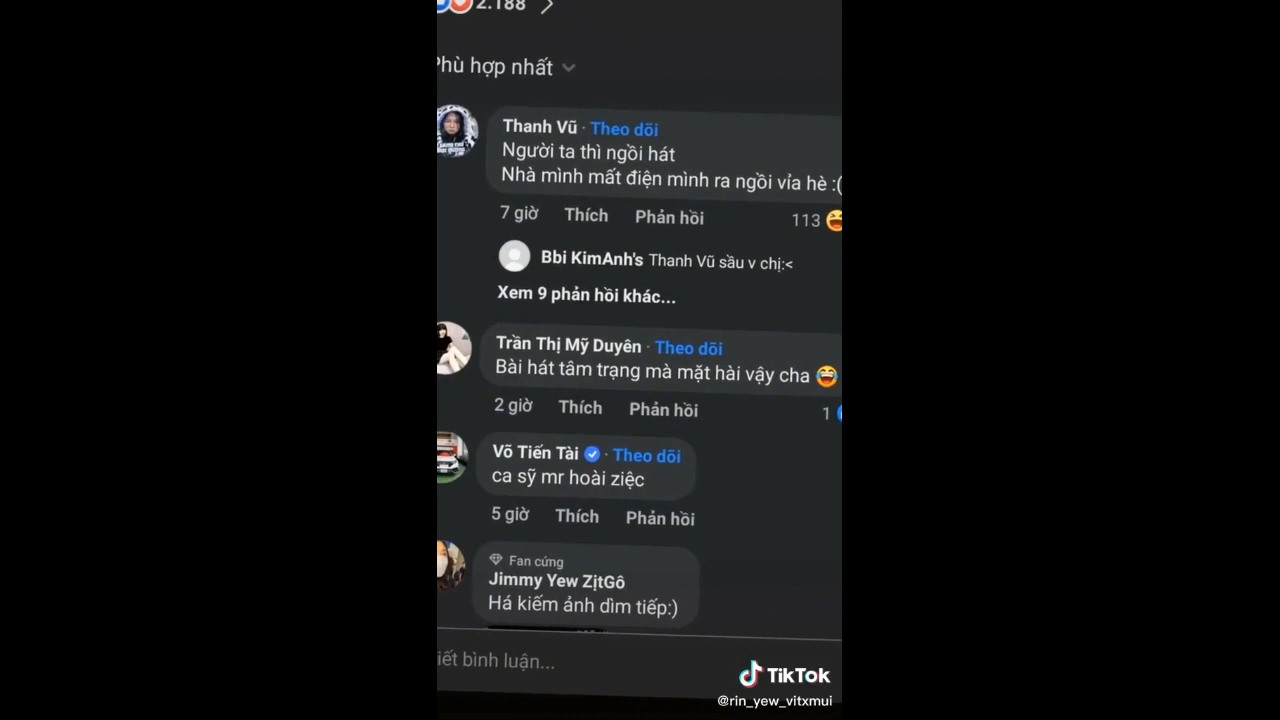 2.188
Phù hợp nhất
Thanh Vũ · Theo dõi
Người ta thì ngồi hát
Nhà mình mất điện mình ra ngồi vỉa hè :(
7 giờ Thích Phản hồi 113
Bbi KimAnh's Thanh Vũ sầu v chị:<
Xem 9 phản hồi khác...
Trần Thị Mỹ Duyên · Theo dõi
Bài hát tâm trạng mà mặt hài vậy cha 😂
2 giờ Thích Phản hồi 1
Võ Tiến Tài · Theo dõi
ca sỹ mr hoài ziệc
5 giờ Thích Phản hồi
Fan cứng
Jimmy Yew ZịtGô
Há kiếm ảnh dìm tiếp:)
iết bình luận...
TikTok
@rin_yew_vitxmui